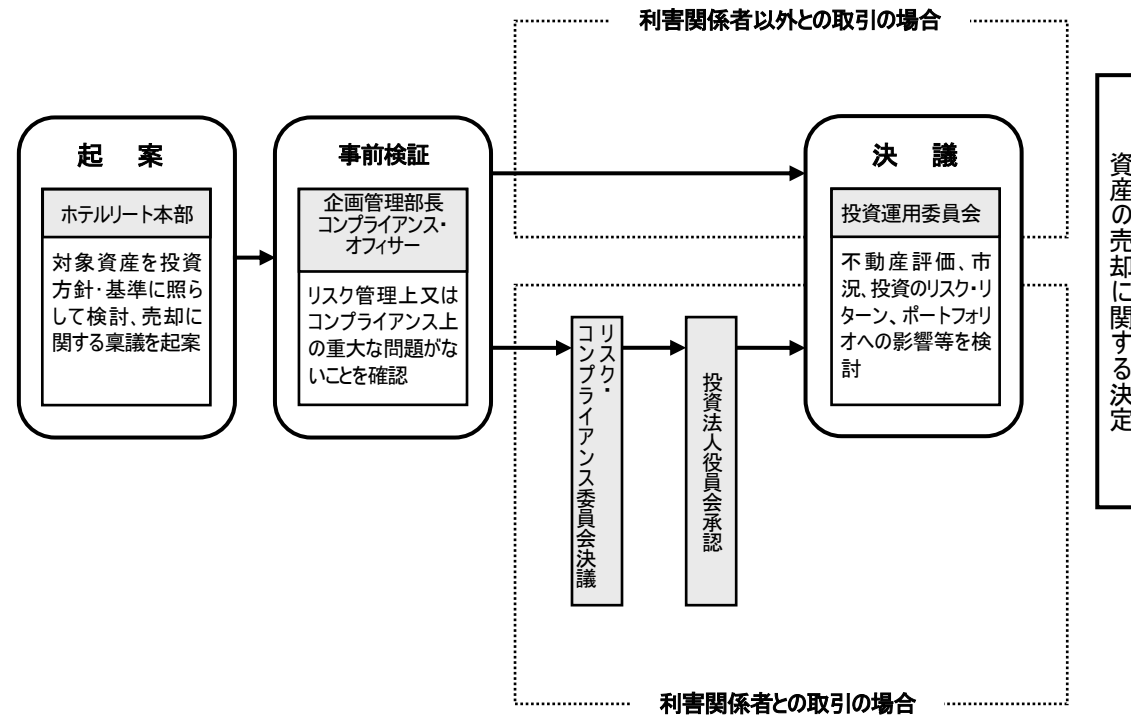 利害関係者以外との取引の場合
起 案
ホテルリート本部
対象資産を投資
方針・基準に照ら
して検討、売却に
関する稟議を起案
事前検証
企画管理部長
コンプライアンス・
オフィサー
リスク管理上又は
コンプライアンス上
の重大な問題がな
いことを確認
リスク・
コンプライアンス委員会決議
投資法人役員会承認
決 議
投資運用委員会
不動産評価、市
況、投資のリスク・リ
ターン、ポートフォリ
オへの影響等を検
討
資産の売却に関する決定
利害関係者との取引の場合